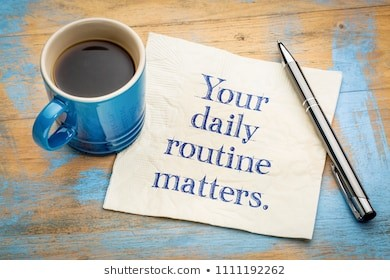 Your
daily
routine
matters.
shutterstock.com • 1111192262